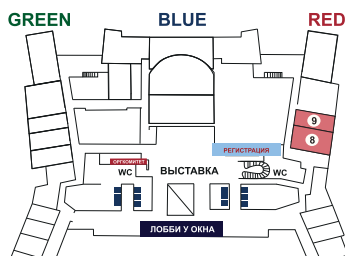 GREEN BLUE RED
9
8
РЕГИСТРАЦИЯ
ОРГКОМИТЕТ
WC ВЫСТАВКА WC
ЛОББИ У ОКНА